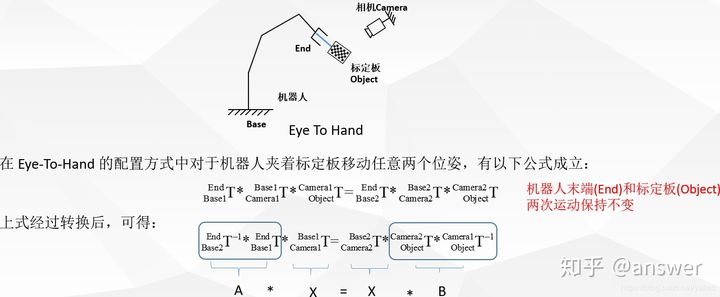 相机Camera
End
标定板
Object
机器人
Base
Eye To Hand
在 Eye-To-Hand 的配置方式中对于机器人夹着标定板移动任意两个位姿，有以下公式成立：
End Base1 T * Base1 Camera1 T * Camera1 Object T = End Base2 T * Base2 Camera2 T * Camera2 Object T
机器人末端(End)和标定板(Object)
两次运动保持不变
上式经过转换后，可得：
End Base2 T⁻¹ * End Base1 T * Base1 Camera1 T = Base2 Camera2 T * Camera2 Object T * Camera1 Object T⁻¹
A * X = X * B
知乎 @answer